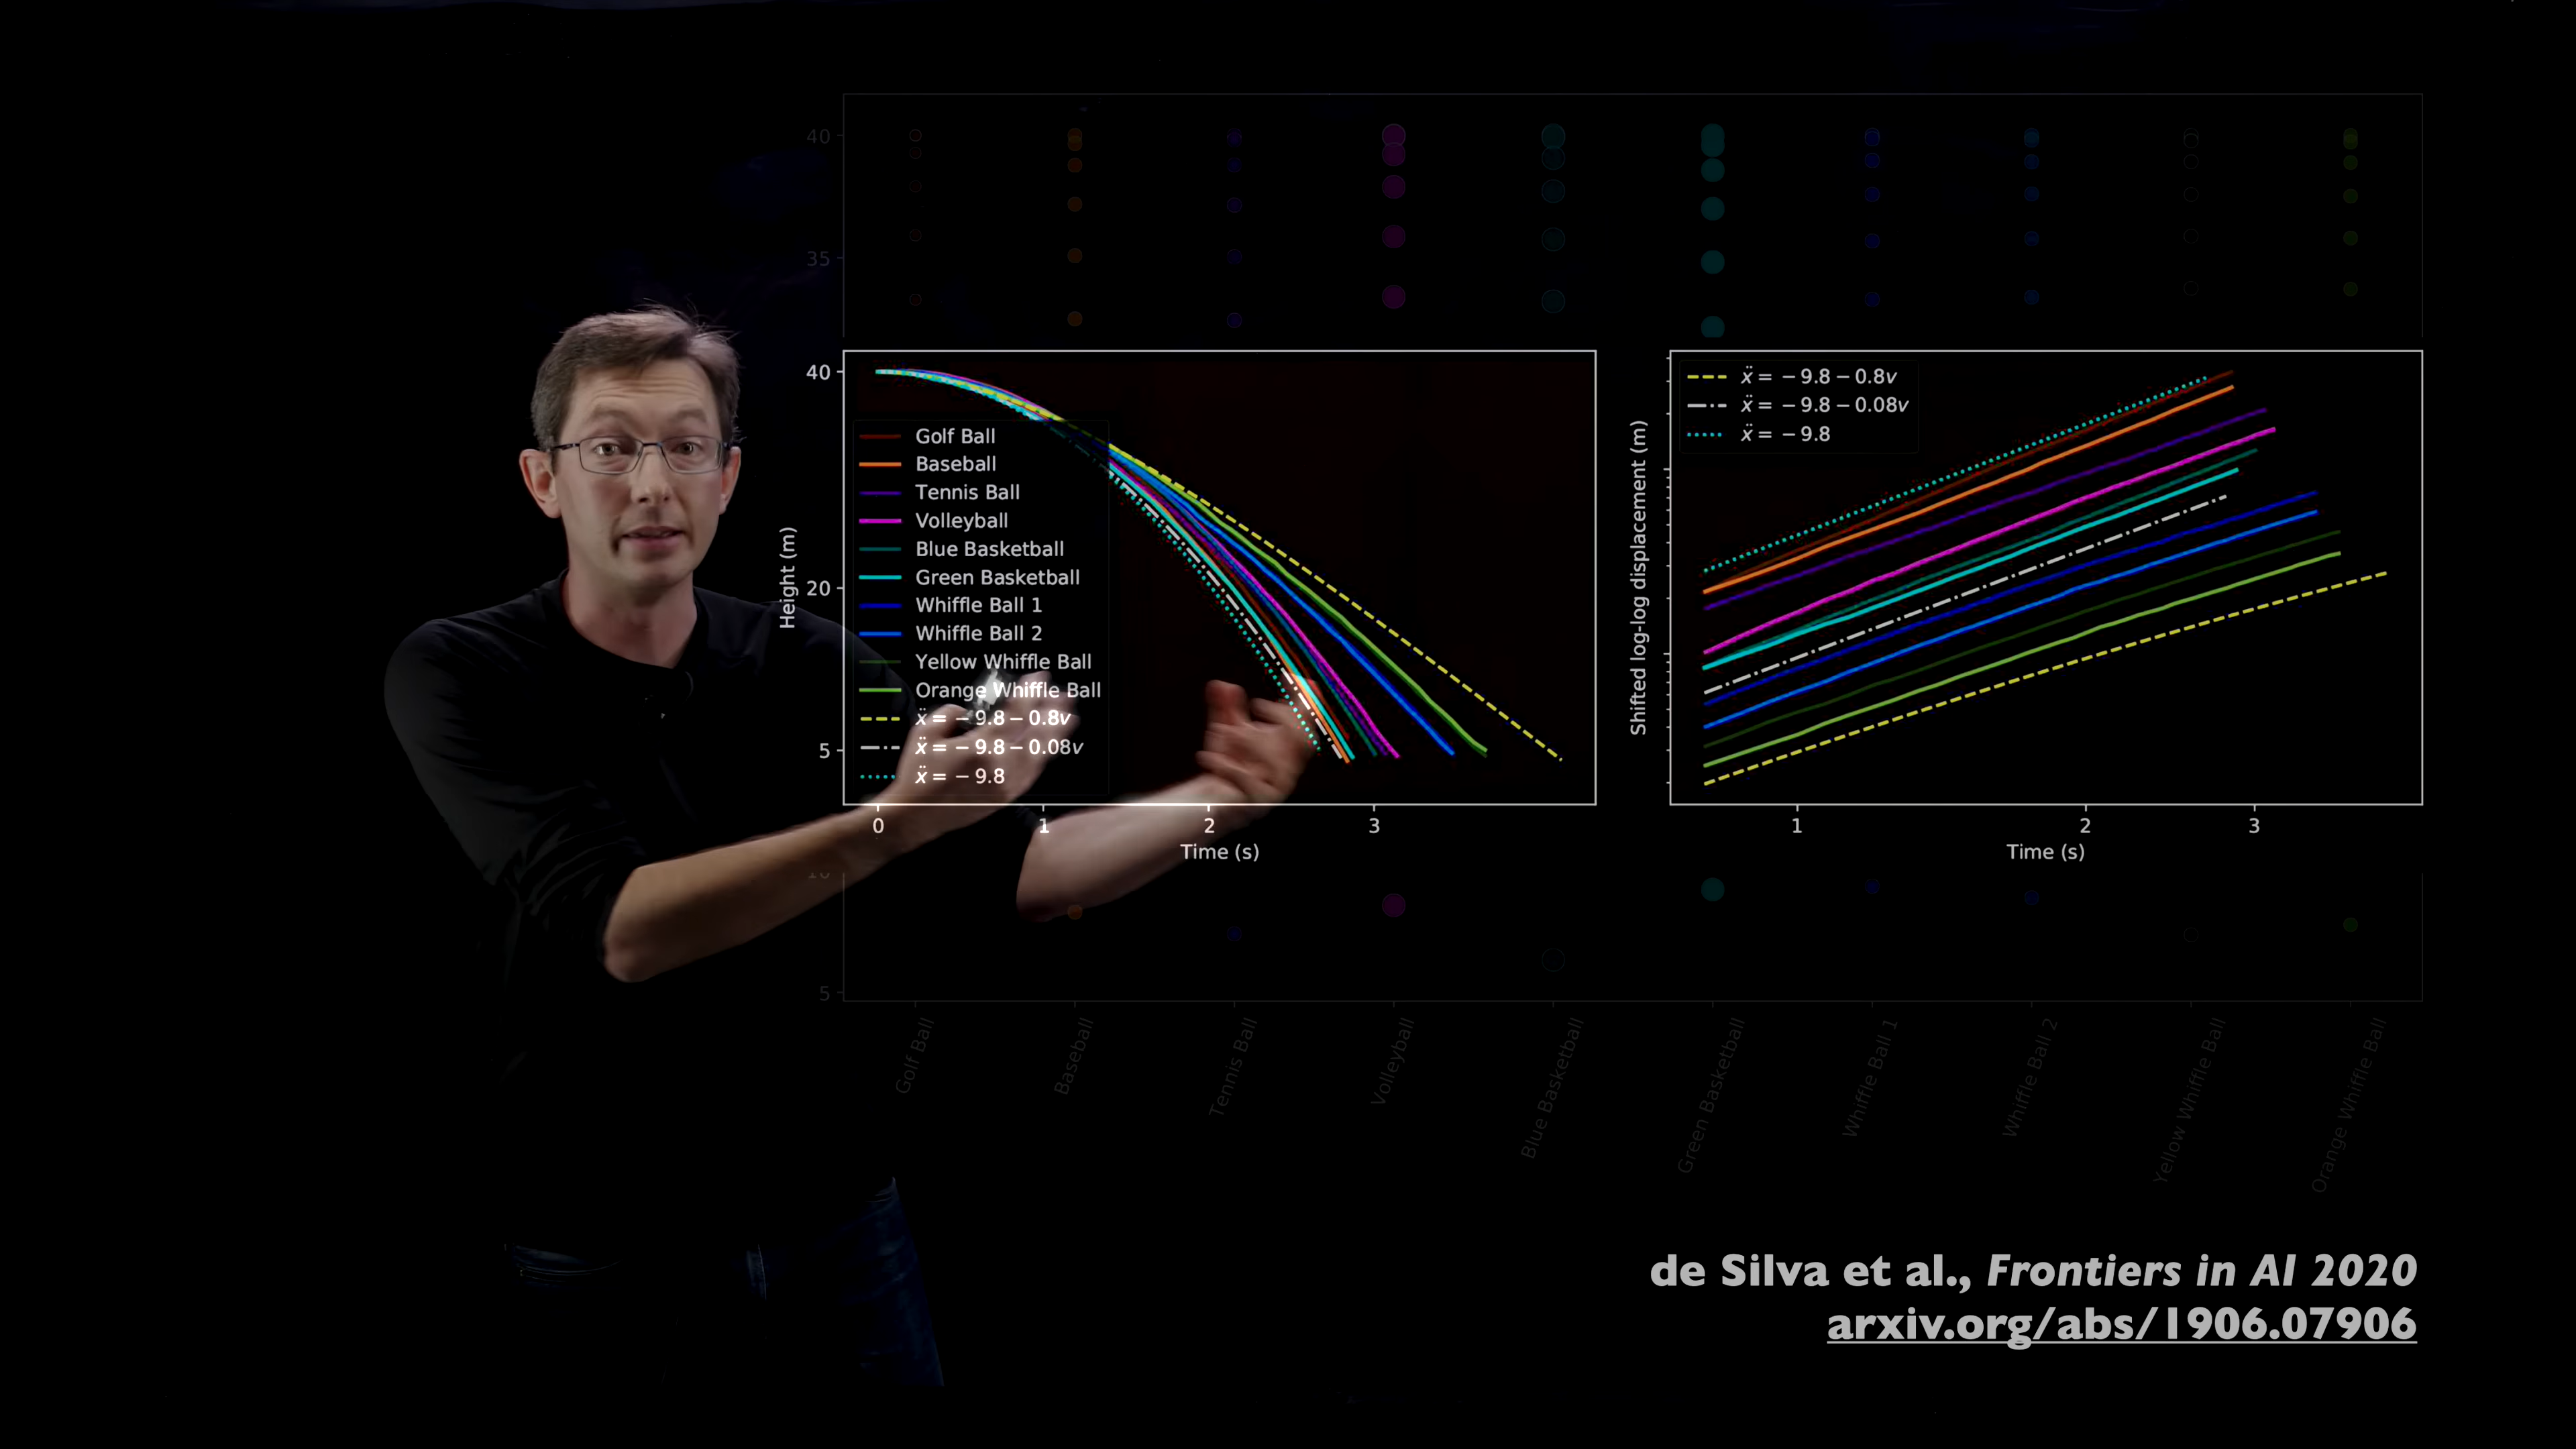 40
35
40
Height (m)
20
5
Golf Ball
Baseball
Tennis Ball
Volleyball
Blue Basketball
Green Basketball
Whiffle Ball 1
Whiffle Ball 2
Yellow Whiffle Ball
Orange Whiffle Ball
ẍ = −9.8 − 0.8v
ẍ = −9.8 − 0.08v
ẍ = −9.8
0 1 2 3
Time (s)
Shifted log-log displacement (m)
ẍ = −9.8 − 0.8v
ẍ = −9.8 − 0.08v
ẍ = −9.8
1 2 3
Time (s)
10
5
Golf Ball
Baseball
Tennis Ball
Volleyball
Blue Basketball
Green Basketball
Whiffle Ball 1
Whiffle Ball 2
Yellow Whiffle Ball
Orange Whiffle Ball
de Silva et al., Frontiers in AI 2020
arxiv.org/abs/1906.07906